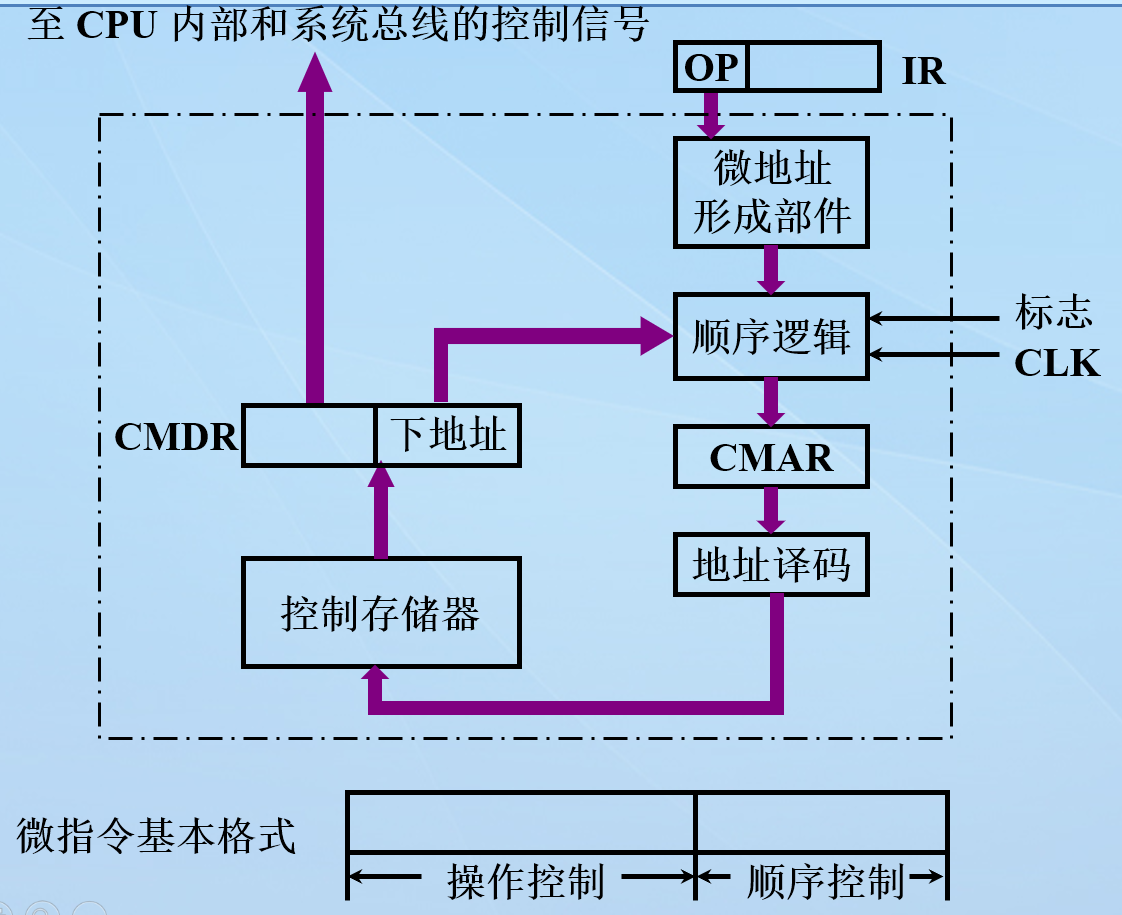 至 CPU 内部和系统总线的控制信号
OP
IR
微地址
形成部件
顺序逻辑
标志
CLK
CMDR
下地址
CMAR
地址译码
控制存储器
微指令基本格式
操作控制
顺序控制